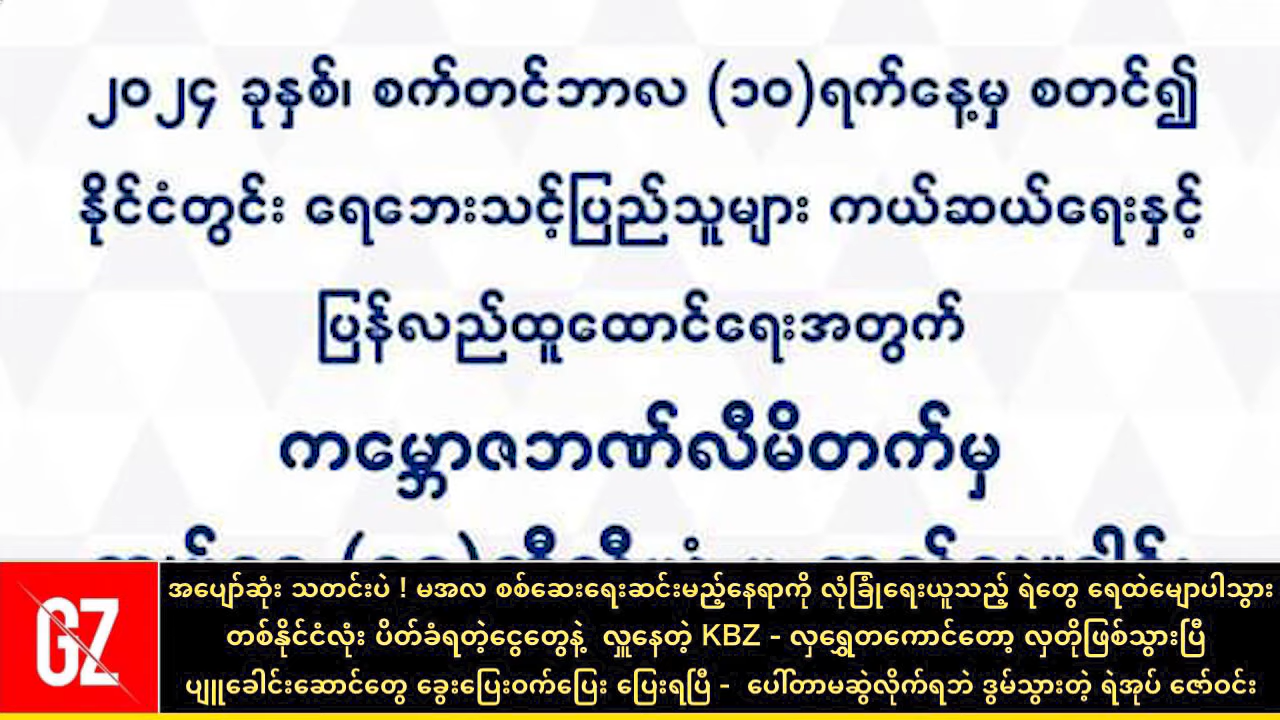 ၂၀၂၄ ခုနှစ်၊ စက်တင်ဘာလ (၁၀)ရက်နေ့မှ စတင်၍
နိုင်ငံတွင်း ရေဘေးသင့်ပြည်သူများ ကယ်ဆယ်ရေးနှင့်
ပြန်လည်ထူထောင်ရေးအတွက်
ကမ္ဘောဇဘဏ်လီမိတက်မှ
GZ
အပျော်ဆုံး သတင်းပဲ ! မအလ စစ်ဆေးရေးဆင်းမည့်နေရာကို လုံခြုံရေးယူသည့် ရဲတွေ ရေထဲမျောပါသွား
တစ်နိုင်ငံလုံး ပိတ်ခံရတဲ့ငွေတွေနဲ့ လှူနေတဲ့ KBZ - လှရွှေတကောင်တော့ လှတိုဖြစ်သွားပြီ
ပျူခေါင်းဆောင်တွေ ခွေးပြေးဝက်ပြေး ပြေးရပြီ - ပေါ်တာမဆွဲလိုက်ရဘဲ ဒွမ်သွားတဲ့ ရဲအုပ် ဇော်ဝင်း